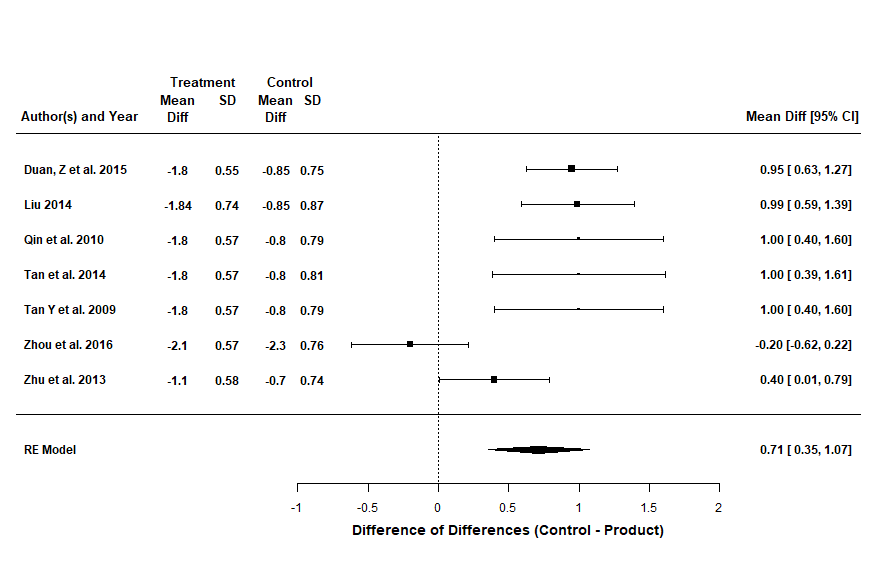 Treatment Control
Mean SD Mean SD
Author(s) and Year Diff Diff Mean Diff [95% CI]
Duan, Z et al. 2015 -1.8 0.55 -0.85 0.75 0.95 [ 0.63, 1.27]
Liu 2014 -1.84 0.74 -0.85 0.87 0.99 [ 0.59, 1.39]
Qin et al. 2010 -1.8 0.57 -0.8 0.79 1.00 [ 0.40, 1.60]
Tan et al. 2014 -1.8 0.57 -0.8 0.81 1.00 [ 0.39, 1.61]
Tan Y et al. 2009 -1.8 0.57 -0.8 0.79 1.00 [ 0.40, 1.60]
Zhou et al. 2016 -2.1 0.57 -2.3 0.76 -0.20 [-0.62, 0.22]
Zhu et al. 2013 -1.1 0.58 -0.7 0.74 0.40 [ 0.01, 0.79]
RE Model 0.71 [ 0.35, 1.07]
-1 -0.5 0 0.5 1 1.5 2
Difference of Differences (Control - Product)